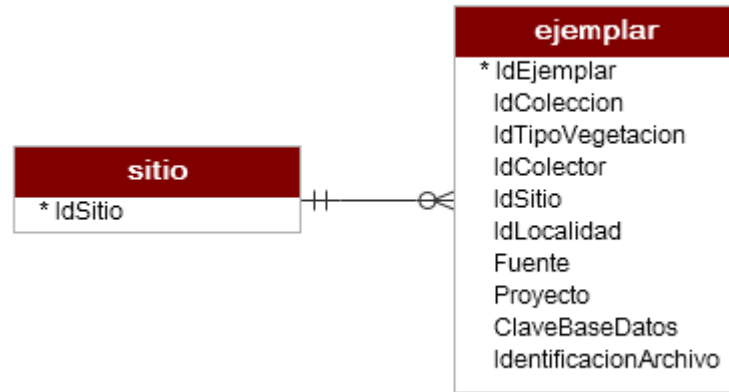 sitio
* IdSitio
ejemplar
* IdEjemplar
IdColeccion
IdTipoVegetacion
IdColector
IdSitio
IdLocalidad
Fuente
Proyecto
ClaveBaseDatos
IdentificacionArchivo